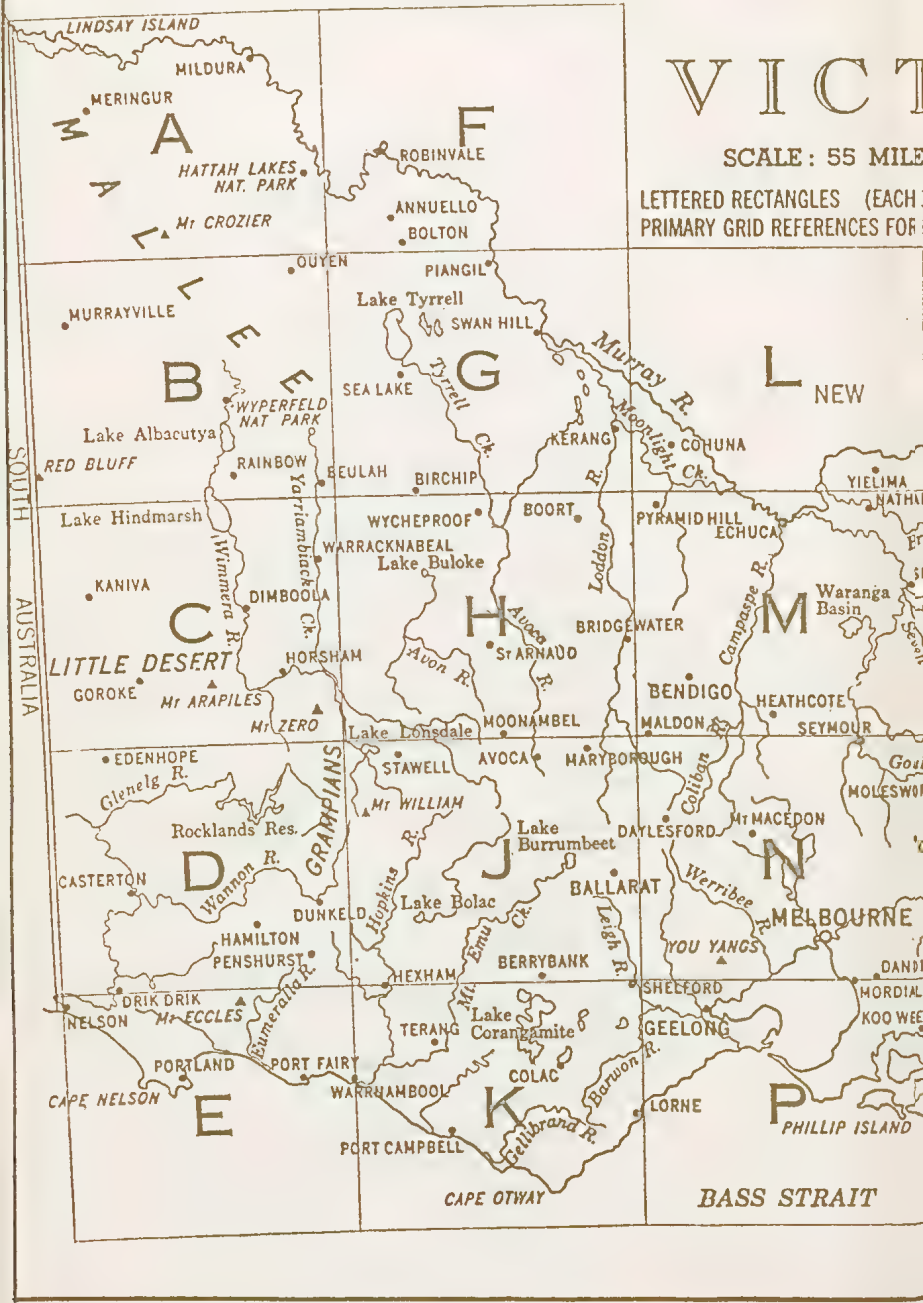 VICT
SCALE: 55 MILE
LETTERED RECTANGLES (EACH
PRIMARY GRID REFERENCES FOR
LINDSAY ISLAND
MILDURA
MERINGUR
MALLEE
A
F
HATTAH LAKES
NAT. PARK
ROBINVALE
ANNUELLO
Mt CROZIER
BOLTON
OUYEN
PIANGIL
MURRAYVILLE
Lake Tyrrell
SWAN HILL
Murray R.
B
G
L
NEW
SEA LAKE
Tyrrell Ck.
WYPERFELD
NAT PARK
Lake Albacutya
KERANG
Moonlight Ck.
COHUNA
RED BLUFF
RAINBOW
BEULAH
BIRCHIP
YIELIMA
NATHA
SOUTH AUSTRALIA
Lake Hindmarsh
Yarriambiack Ck.
WYCHEPROOF
BOORT
Loddon R.
PYRAMID HILL
ECHUCA
Wimmera R.
WARRACKNABEAL
Lake Buloke
KANIVA
DIMBOOLA
Campaspe R.
Waranga
Basin
C
H
M
Avoca R.
BRIDGEWATER
St ARNAUD
Avon R.
LITTLE DESERT
HORSHAM
GOROKE
Mt ARAPILES
BENDIGO
HEATHCOTE
Mt ZERO
MOONAMBEL
MALDON
SEYMOUR
Lake Lonsdale
EDENHOPE
STAWELL
AVOCA
MARYBOROUGH
Coliban R.
Goul
Glenelg R.
GRAMPIANS
Mt WILLIAM
MOLESWOR
Rocklands Res.
Lake
Burrumbeet
DAYLESFORD
Mt MACEDON
D
J
N
CASTERTON
Wannon R.
Hopkins R.
Lake Bolac
BALLARAT
Werribee R.
DUNKELD
Mt. Emu Ck.
Leigh R.
MELBOURNE
HAMILTON
PENSHURST
YOU YANGS
HEXHAM
BERRYBANK
DANDE
DRIK DRIK
SHELFORD
MORDIAL
NELSON
Mt ECCLES
Eumeralla R.
TERANG
Lake
Corangamite
GEELONG
KOO WEE
PORTLAND
PORT FAIRY
COLAC
Barwon R.
CAPE NELSON
WARRNAMBOOL
E
K
P
LORNE
PHILLIP ISLAND
PORT CAMPBELL
Gellibrand R.
CAPE OTWAY
BASS STRAIT